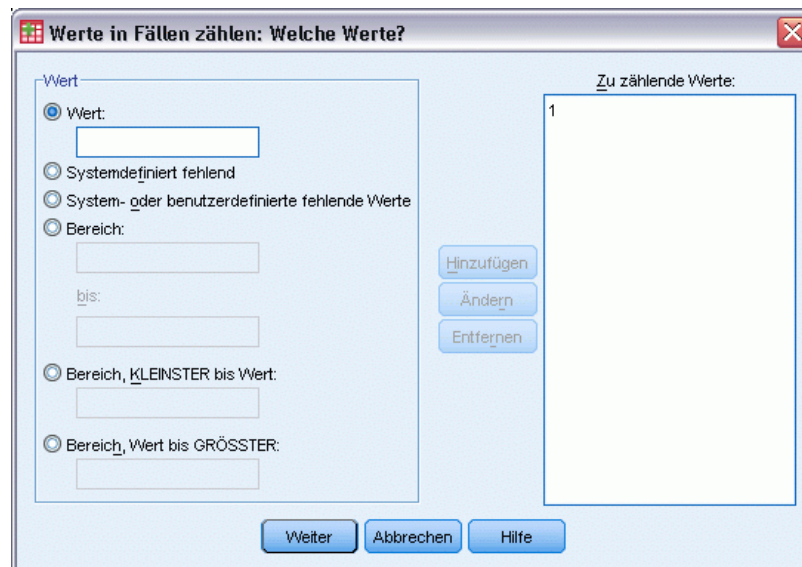 Werte in Fällen zählen: Welche Werte?
Wert
Wert:
Systemdefiniert fehlend
System- oder benutzerdefinierte fehlende Werte
Bereich:
bis:
Bereich, KLEINSTER bis Wert:
Bereich, Wert bis GRÖSSTER:
Hinzufügen
Ändern
Entfernen
Zu zählende Werte:
1
Weiter
Abbrechen
Hilfe